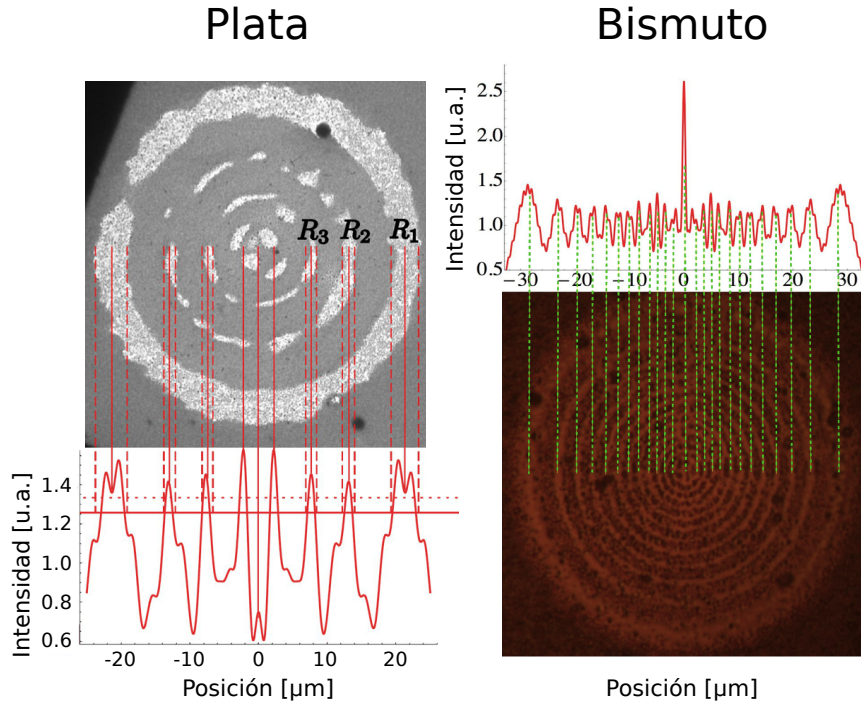 Plata
Bismuto
R3 R2 R1
Intensidad [u.a.]
1.4
1.2
1.0
0.8
0.6
-20 -10 0 10 20
Posición [μm]
Intensidad [u.a.]
2.5
2.0
1.5
1.0
0.5
−30 −20 −10 0 10 20 30
Posición [μm]